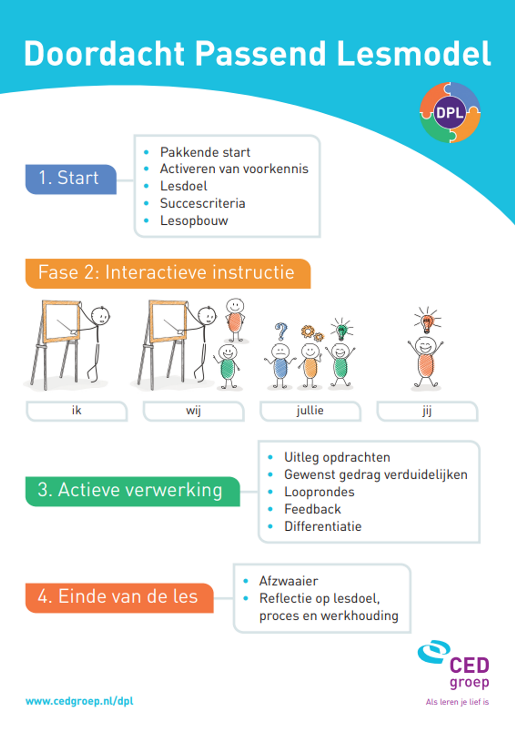 Doordacht Passend Lesmodel
DPL
1. Start
Pakkende start
Activeren van voorkennis
Lesdoel
Succescriteria
Lesopbouw
Fase 2: Interactieve instructie
?
ik
wij
jullie
jij
3. Actieve verwerking
Uitleg opdrachten
Gewenst gedrag verduidelijken
Looprondes
Feedback
Differentiatie
4. Einde van de les
Afzwaaier
Reflectie op lesdoel,
proces en werkhouding
CED
groep
Als leren je lief is
www.cedgroep.nl/dpl